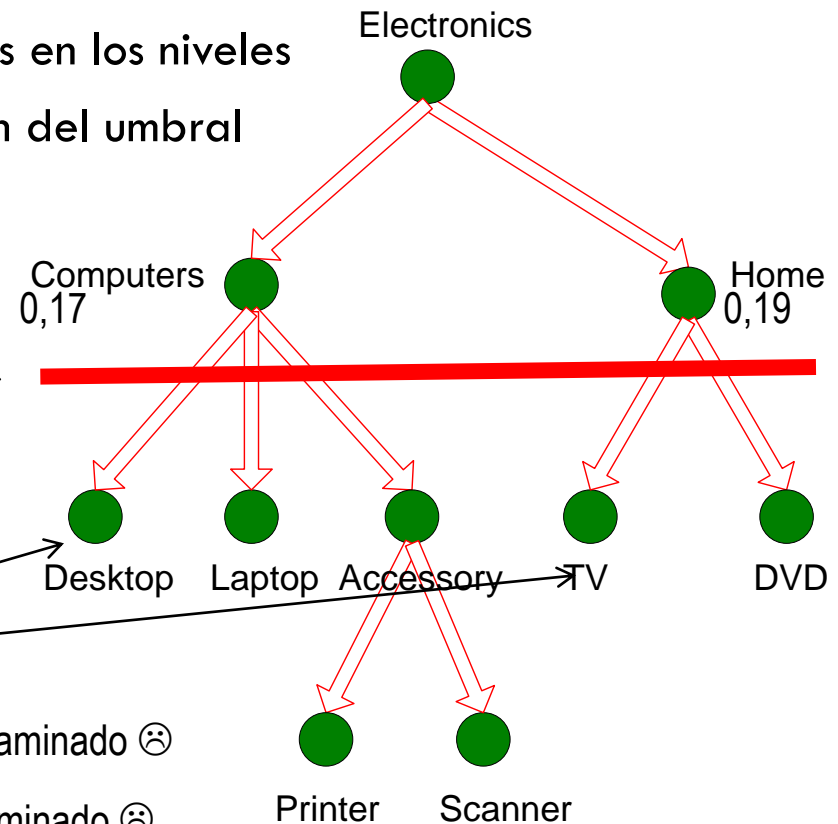 Electronics
s en los niveles
n del umbral
Computers
0,17
Home
0,19
Desktop
Laptop
Accessory
TV
DVD
aminado ☹
minado ☹
Printer
Scanner